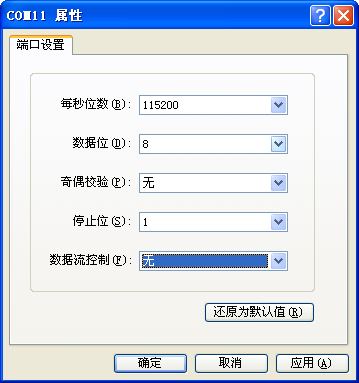 COM11 属性
端口设置
每秒位数(B): 115200
数据位(D): 8
奇偶校验(P): 无
停止位(S): 1
数据流控制(F): 无
还原为默认值(R)
确定 取消 应用(A)